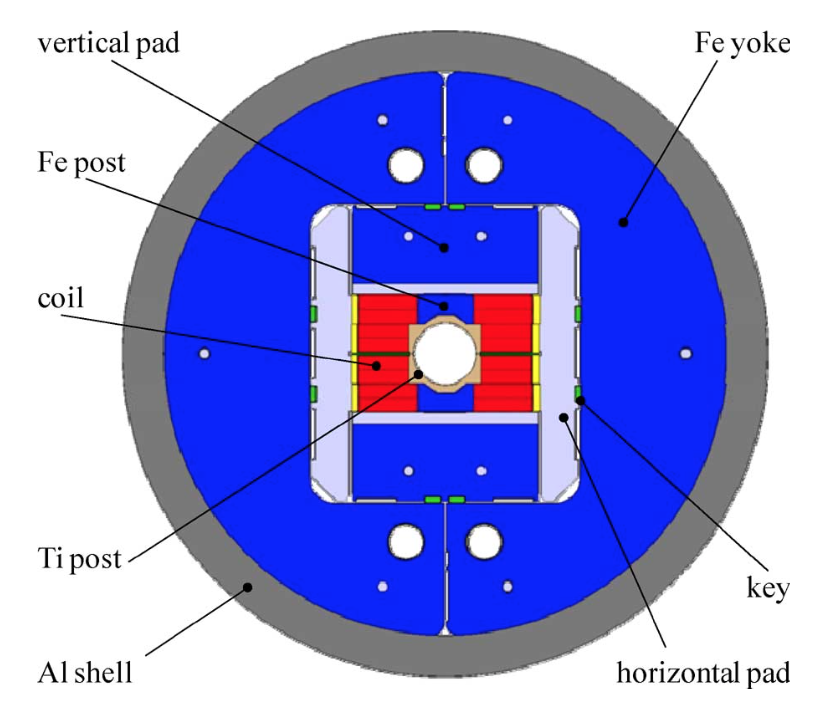 vertical pad
Fe yoke
Fe post
coil
Ti post
key
Al shell
horizontal pad